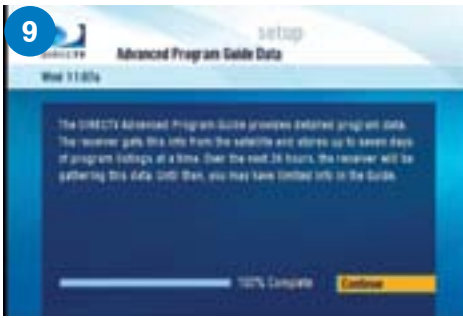 9
setup
DIRECTV
Advanced Program Guide Data
Wed 11:07a
The DIRECTV Advanced Program Guide provides detailed program data.
The receiver gets this info from the satellite and stores up to seven days
of program listings at a time. Over the next 24 hours, the receiver will be
gathering this data. Until then, you may have limited info in the Guide.
100% Complete
Continue